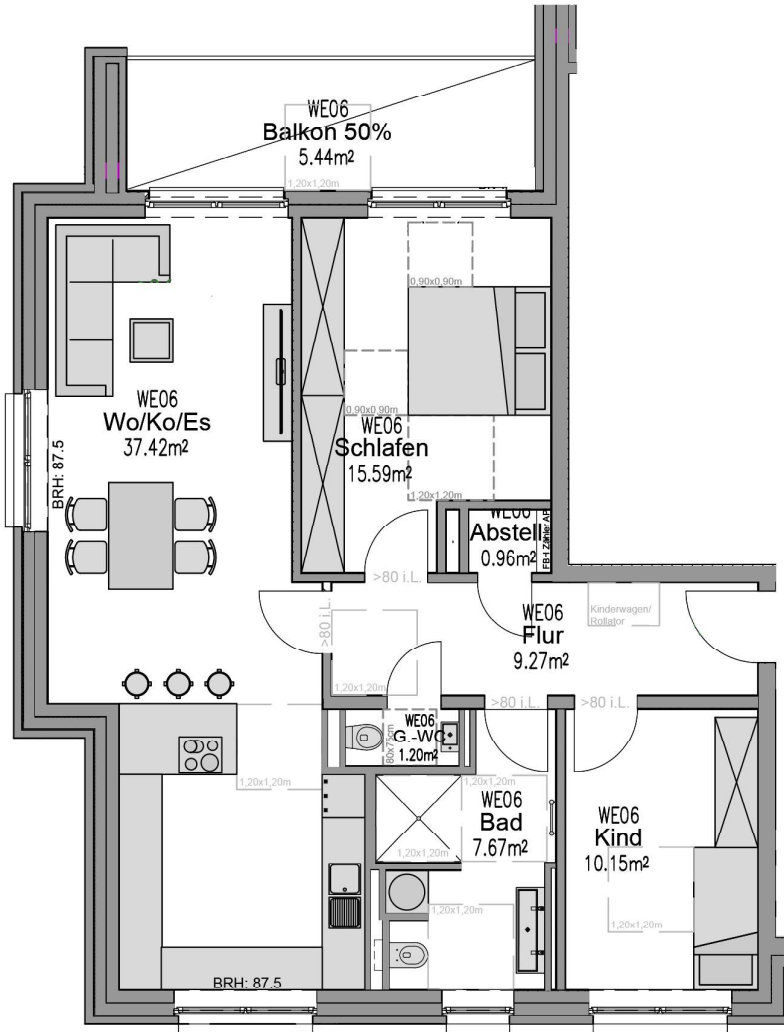 WE06
Balkon 50%
5.44m²
1,20x1,20m
0,90x0,90m
WE06
Wo/Ko/Es
37.42m²
BRH: 87.5
0,90x0,90m
WE06
Schlafen
15.59m²
1,20x1,20m
WE06
Abstell
0.96m²
FBH Zähler AP
>80 i.L.
>80 i.L.
WE06
Flur
9.27m²
Kinderwagen/
Rollator
1,20x1,20m
>80 i.L.
>80 i.L.
WE06
G.-WC
1.20m²
80x75cm
1,20x1,20m
1,20x1,20m
WE06
Bad
7.67m²
1,20x1,20m
1,20x1,20m
WE06
Kind
10.15m²
1,20x1,20m
BRH: 87.5